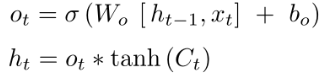 o_t = σ (W_o [h_{t−1}, x_t] + b_o)
h_t = o_t * tanh (C_t)